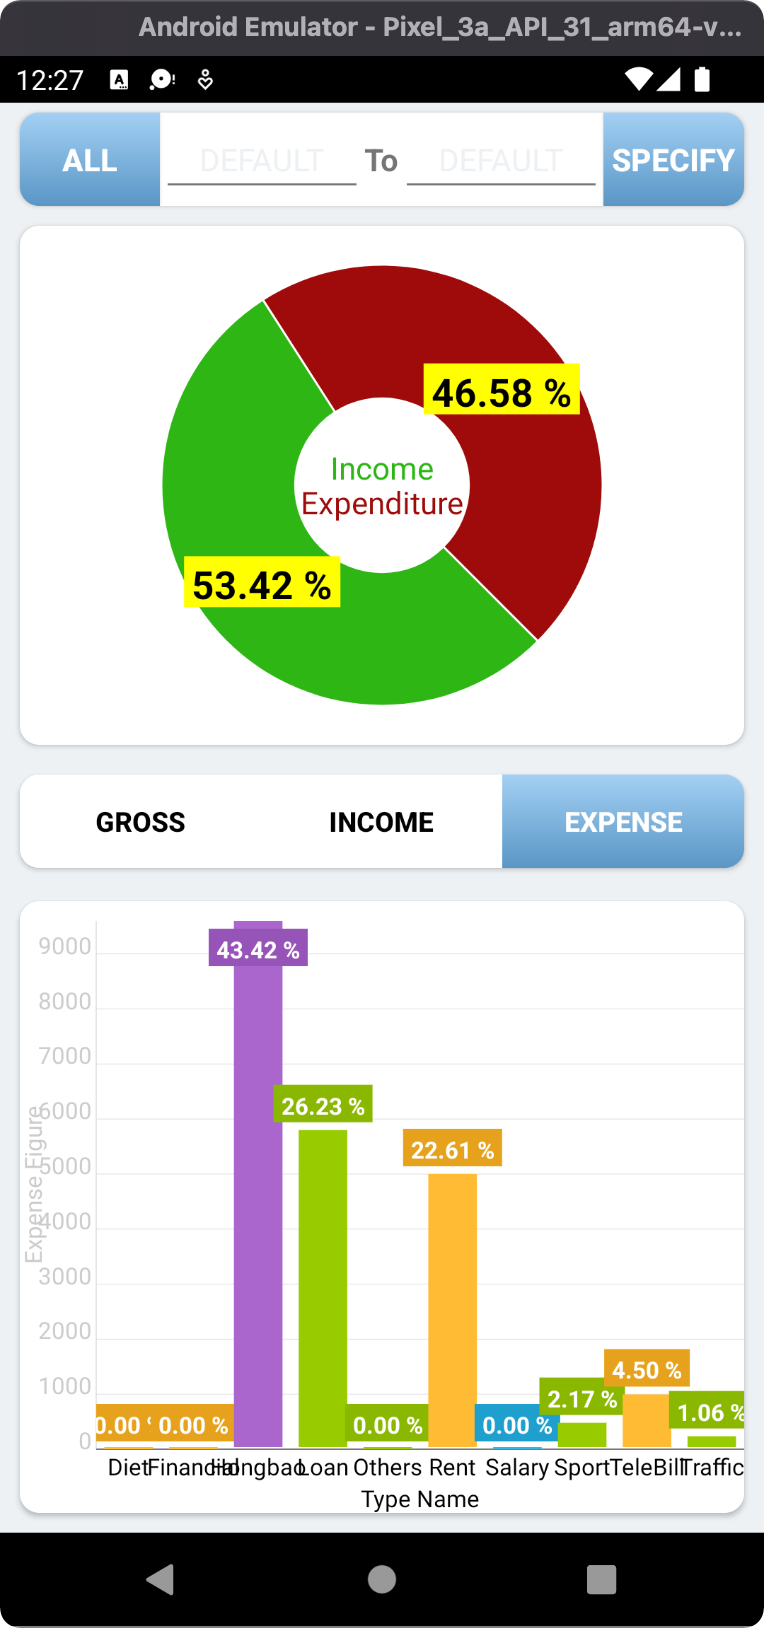 Android Emulator - Pixel_3a_API_31_arm64-v...
12:27
ALL DEFAULT To DEFAULT SPECIFY
46.58 %
Income
Expenditure
53.42 %
GROSS INCOME EXPENSE
9000
43.42 %
8000
7000
6000
26.23 %
5000
22.61 %
4000
3000
2000
4.50 %
1000
2.17 %
1.06 %
0.00 %
0.00 %
0.00 %
0.00 %
0
Expense Figure
Diet Financial Hongbao Loan Others Rent Salary Sport TeleBill Traffic
Type Name